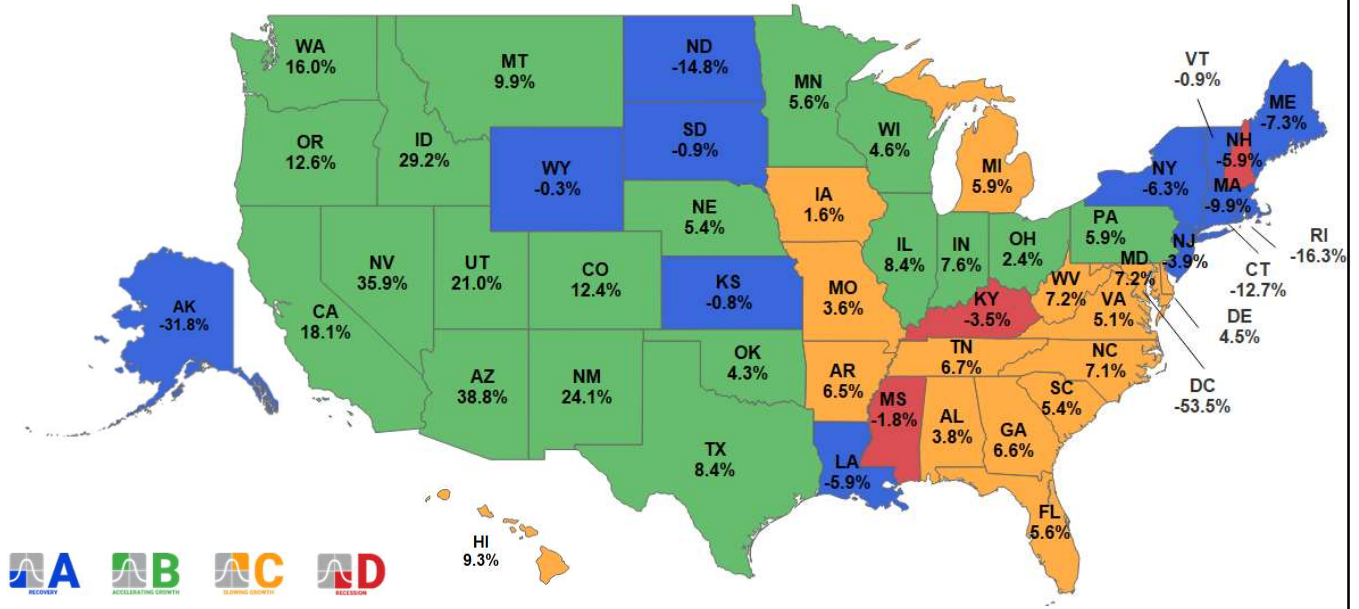 WA
16.0%
MT
9.9%
ND
-14.8%
MN
5.6%
VT
-0.9%
ME
-7.3%
OR
12.6%
ID
29.2%
SD
-0.9%
WI
4.6%
NH
-5.9%
WY
-0.3%
MI
5.9%
NY
-6.3%
MA
-9.9%
IA
1.6%
NE
5.4%
PA
5.9%
RI
-16.3%
NV
35.9%
UT
21.0%
CO
12.4%
IL
8.4%
IN
7.6%
OH
2.4%
NJ
-3.9%
CT
-12.7%
MD
7.2%
AK
-31.8%
CA
18.1%
KS
-0.8%
MO
3.6%
WV
7.2%
VA
5.1%
KY
-3.5%
DE
4.5%
OK
4.3%
TN
6.7%
NC
7.1%
AZ
38.8%
NM
24.1%
AR
6.5%
SC
5.4%
DC
-53.5%
MS
-1.8%
AL
3.8%
GA
6.6%
TX
8.4%
LA
-5.9%
FL
5.6%
HI
9.3%
A
RECOVERY
B
ACCELERATING GROWTH
C
SLOWING GROWTH
D
RECESSION